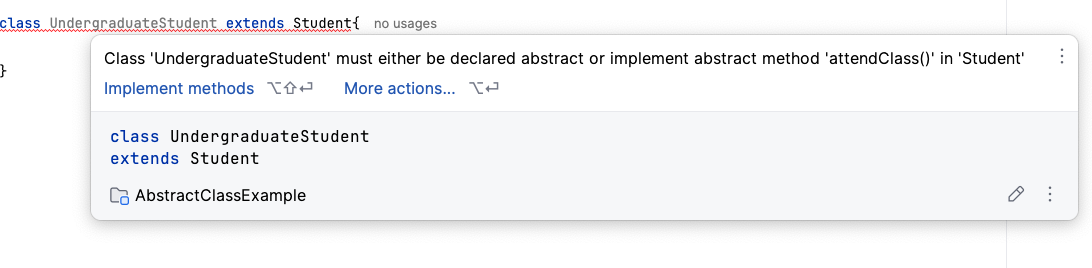 class UndergraduateStudent extends Student{ no usages
Class 'UndergraduateStudent' must either be declared abstract or implement abstract method 'attendClass()' in 'Student'
}
Implement methods ⌥⇧⏎ More actions... ⌥⏎
class UndergraduateStudent
extends Student
AbstractClassExample